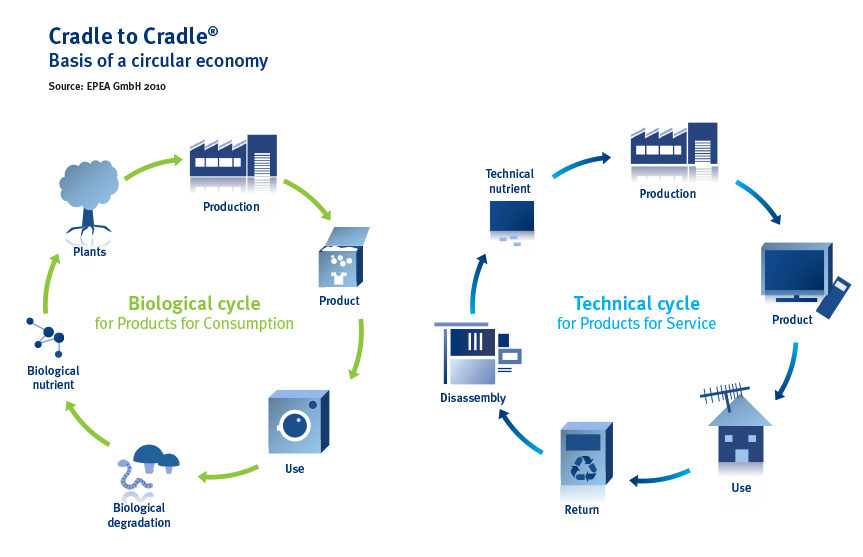 Cradle to Cradle®
Basis of a circular economy
Source: EPEA GmbH 2010
Plants
Production
Product
Biological cycle
for Products for Consumption
Biological
nutrient
Use
Biological
degradation
Technical
nutrient
Production
Product
Technical cycle
for Products for Service
Disassembly
Use
Return